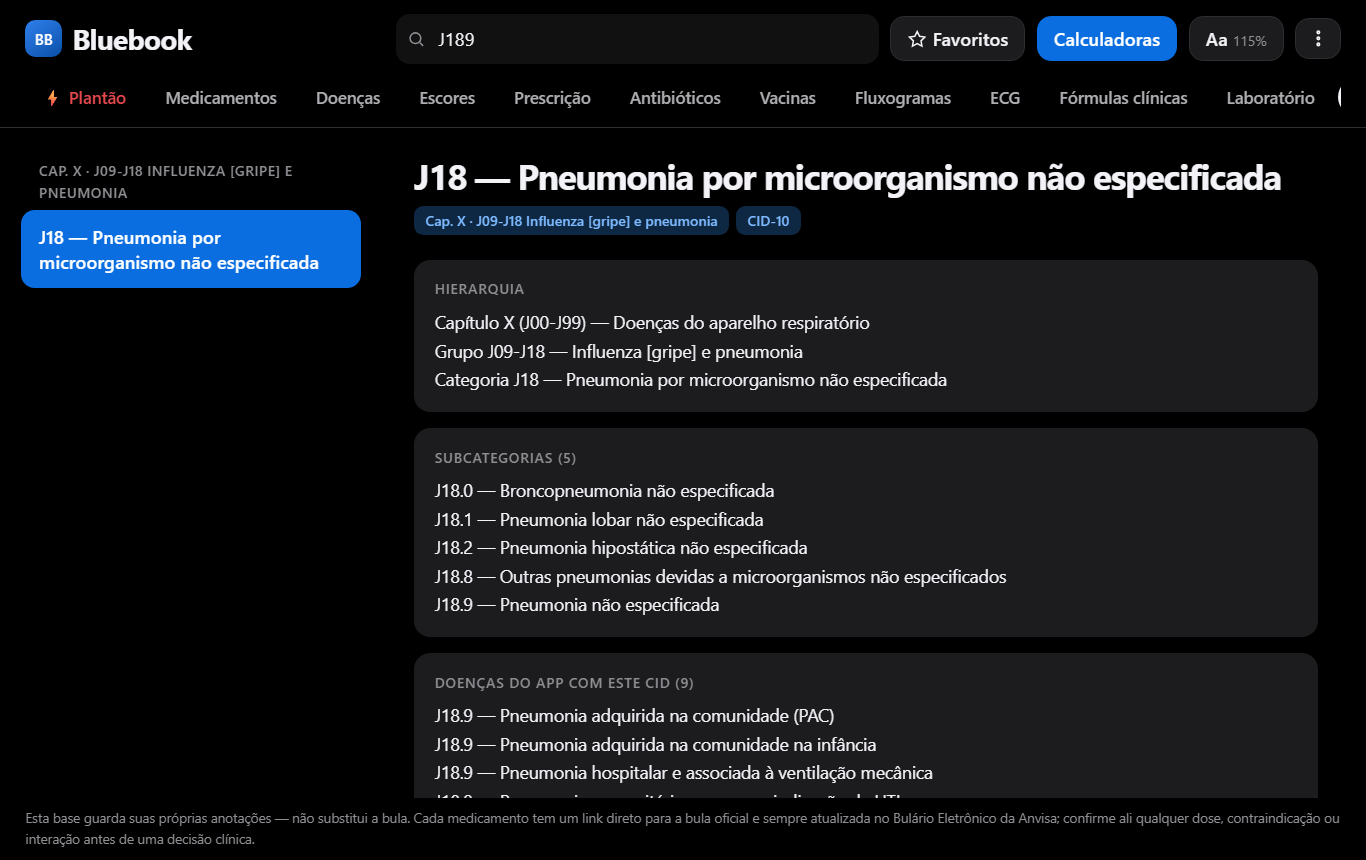 BB Bluebook
J189
Favoritos
Calculadoras
Aa 115%
Plantão
Medicamentos
Doenças
Escores
Prescrição
Antibióticos
Vacinas
Fluxogramas
ECG
Fórmulas clínicas
Laboratório
CAP. X · J09-J18 INFLUENZA [GRIPE] E
PNEUMONIA
J18 — Pneumonia por
microorganismo não especificada
J18 — Pneumonia por microorganismo não especificada
Cap. X · J09-J18 Influenza [gripe] e pneumonia
CID-10
HIERARQUIA
Capítulo X (J00-J99) — Doenças do aparelho respiratório
Grupo J09-J18 — Influenza [gripe] e pneumonia
Categoria J18 — Pneumonia por microorganismo não especificada
SUBCATEGORIAS (5)
J18.0 — Broncopneumonia não especificada
J18.1 — Pneumonia lobar não especificada
J18.2 — Pneumonia hipostática não especificada
J18.8 — Outras pneumonias devidas a microorganismos não especificados
J18.9 — Pneumonia não especificada
DOENÇAS DO APP COM ESTE CID (9)
J18.9 — Pneumonia adquirida na comunidade (PAC)
J18.9 — Pneumonia adquirida na comunidade na infância
J18.9 — Pneumonia hospitalar e associada à ventilação mecânica
Esta base guarda suas próprias anotações — não substitui a bula. Cada medicamento tem um link direto para a bula oficial e sempre atualizada no Bulário Eletrônico da Anvisa; confirme ali qualquer dose, contraindicação ou
interação antes de uma decisão clínica.